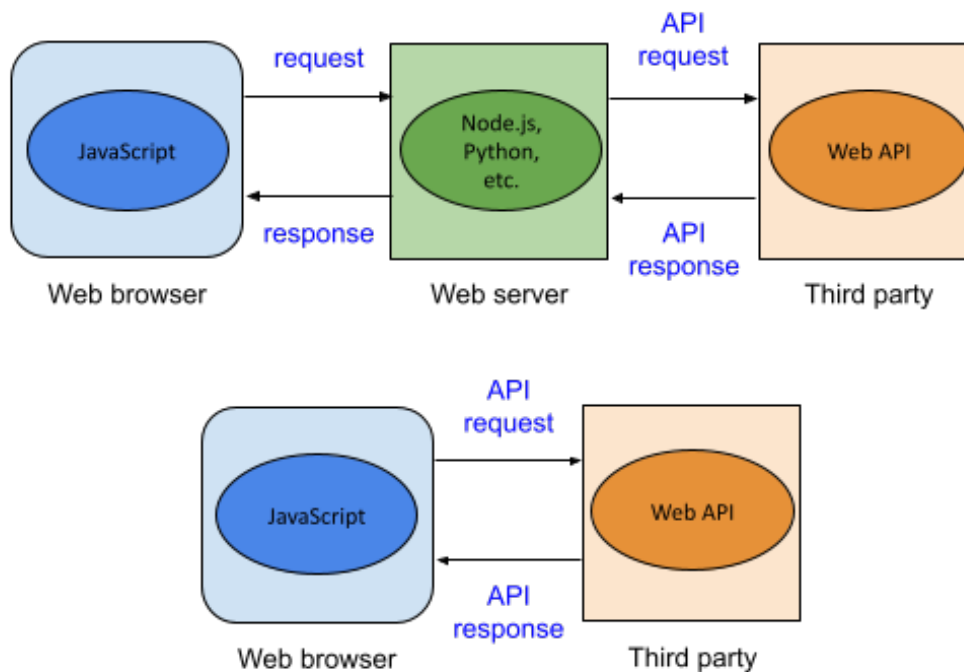 API
request
request
JavaScript
Node.js,
Python,
etc.
Web API
response
API
response
Web browser
Web server
Third party
API
request
JavaScript
Web API
API
response
Web browser
Third party